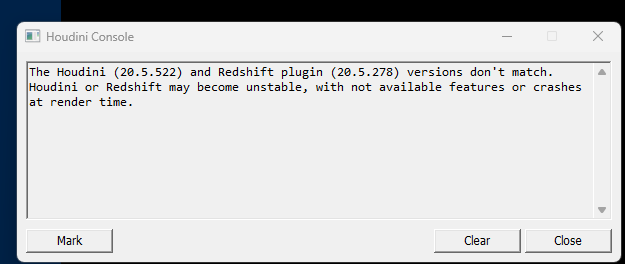 Houdini Console
The Houdini (20.5.522) and Redshift plugin (20.5.278) versions don't match.
Houdini or Redshift may become unstable, with not available features or crashes
at render time.
Mark
Clear
Close